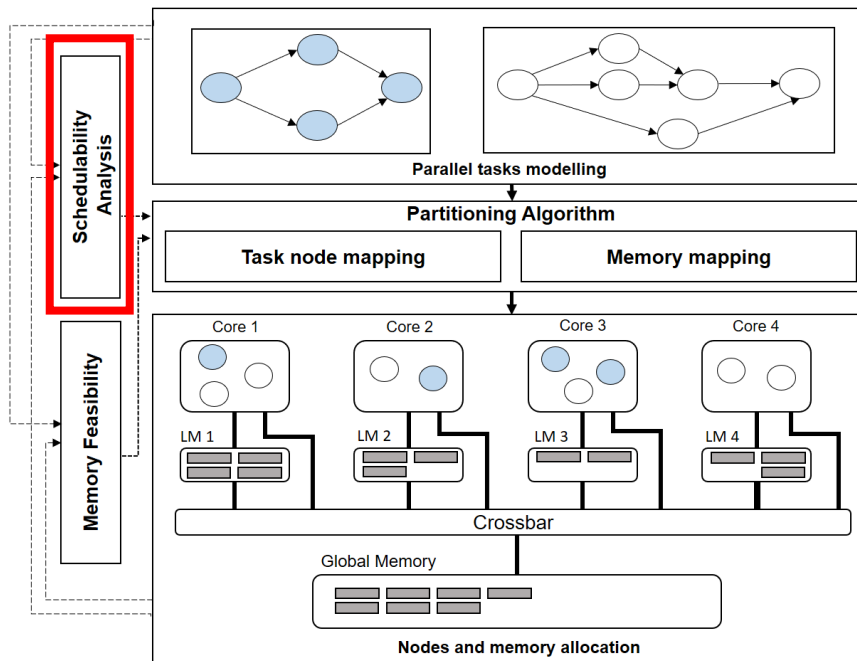 Parallel tasks modelling
Schedulability
Analysis
Partitioning Algorithm
Task node mapping
Memory mapping
Memory Feasibility
Core 1
Core 2
Core 3
Core 4
LM 1
LM 2
LM 3
LM 4
Crossbar
Global Memory
Nodes and memory allocation